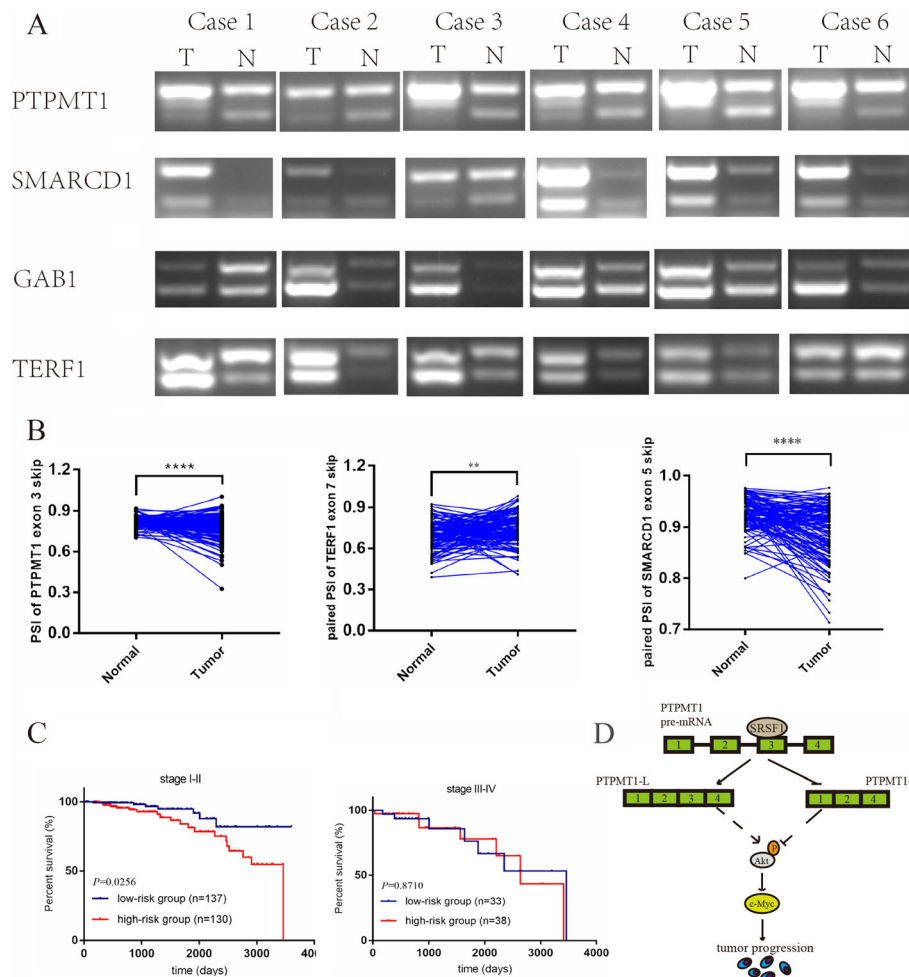 A
Case 1 Case 2 Case 3 Case 4 Case 5 Case 6
T N T N T N T N T N T N
PTPMT1
SMARCD1
GAB1
TERF1
B
PSI of PTPMT1 exon 3 skip
1.2
0.9
0.6
0.3
0.0
****
Normal
Tumor
paired PSI of TERF1 exon 7 skip
1.2
0.9
0.6
0.3
0.0
**
Normal
Tumor
paired PSI of SMARCD1 exon 5 skip
1.0
0.9
0.8
0.7
****
Normal
Tumor
C
stage I-II
Percent survival (%)
100
50
0
P=0.0256
low-risk group (n=137)
high-risk group (n=130)
0 1000 2000 3000 400
time (days)
stage III-IV
Percent survival (%)
100
50
0
P=0.8710
low-risk group (n=33)
high-risk group (n=38)
0 1000 2000 3000 4000
time (days)
D
PTPMT1
pre-mRNA
SRSF1
1 2 3 4
PTPMT1-L
1 2 3 4
PTPMT1-
1 2 4
P
Akt
c-Myc
tumor progression